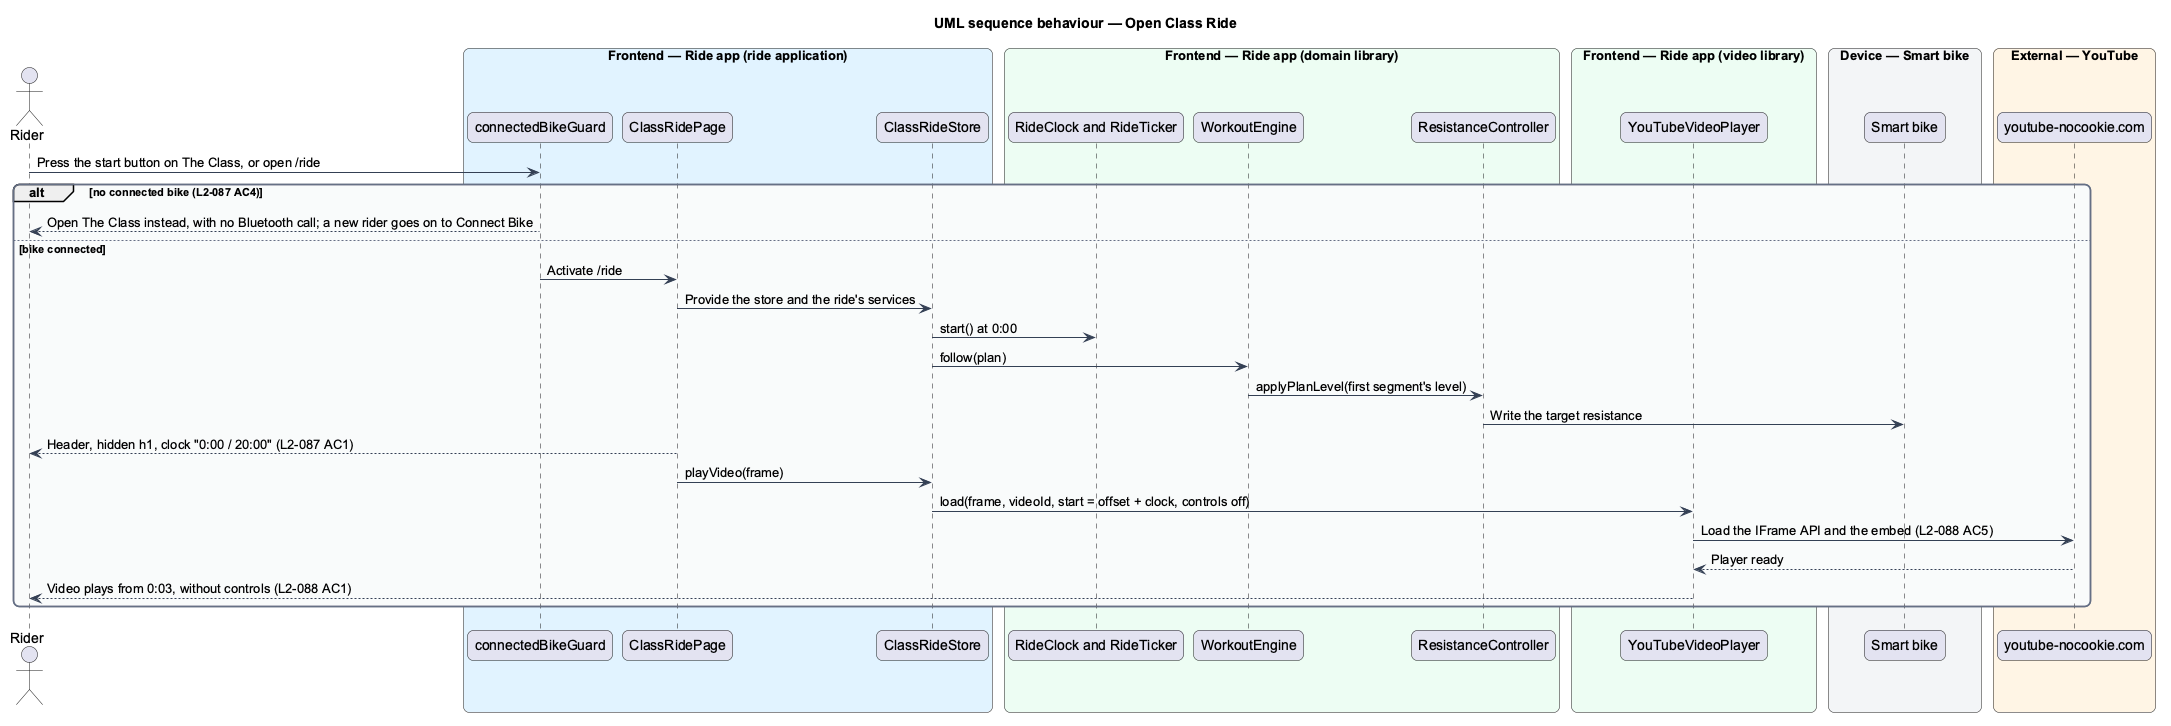 UML sequence behaviour — Open Class Ride
Frontend — Ride app (ride application)
Frontend — Ride app (domain library)
Frontend — Ride app (video library)
Device — Smart bike
External — YouTube
Rider
connectedBikeGuard
ClassRidePage
ClassRideStore
RideClock and RideTicker
WorkoutEngine
ResistanceController
YouTubeVideoPlayer
Smart bike
youtube-nocookie.com
Press the start button on The Class, or open /ride
alt
[no connected bike (L2-087 AC4)]
Open The Class instead, with no Bluetooth call; a new rider goes on to Connect Bike
[bike connected]
Activate /ride
Provide the store and the ride's services
start() at 0:00
follow(plan)
applyPlanLevel(first segment's level)
Write the target resistance
Header, hidden h1, clock "0:00 / 20:00" (L2-087 AC1)
playVideo(frame)
load(frame, videoId, start = offset + clock, controls off)
Load the IFrame API and the embed (L2-088 AC5)
Player ready
Video plays from 0:03, without controls (L2-088 AC1)
Rider
connectedBikeGuard
ClassRidePage
ClassRideStore
RideClock and RideTicker
WorkoutEngine
ResistanceController
YouTubeVideoPlayer
Smart bike
youtube-nocookie.com